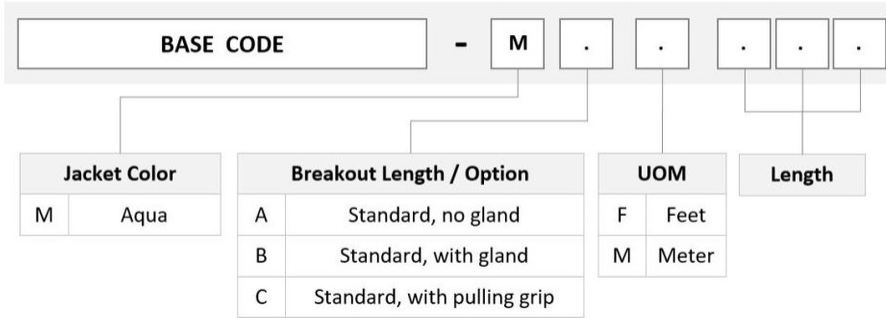 BASE CODE - M . . . . .
Jacket Color
M Aqua
Breakout Length / Option
A Standard, no gland
B Standard, with gland
C Standard, with pulling grip
UOM
F Feet
M Meter
Length